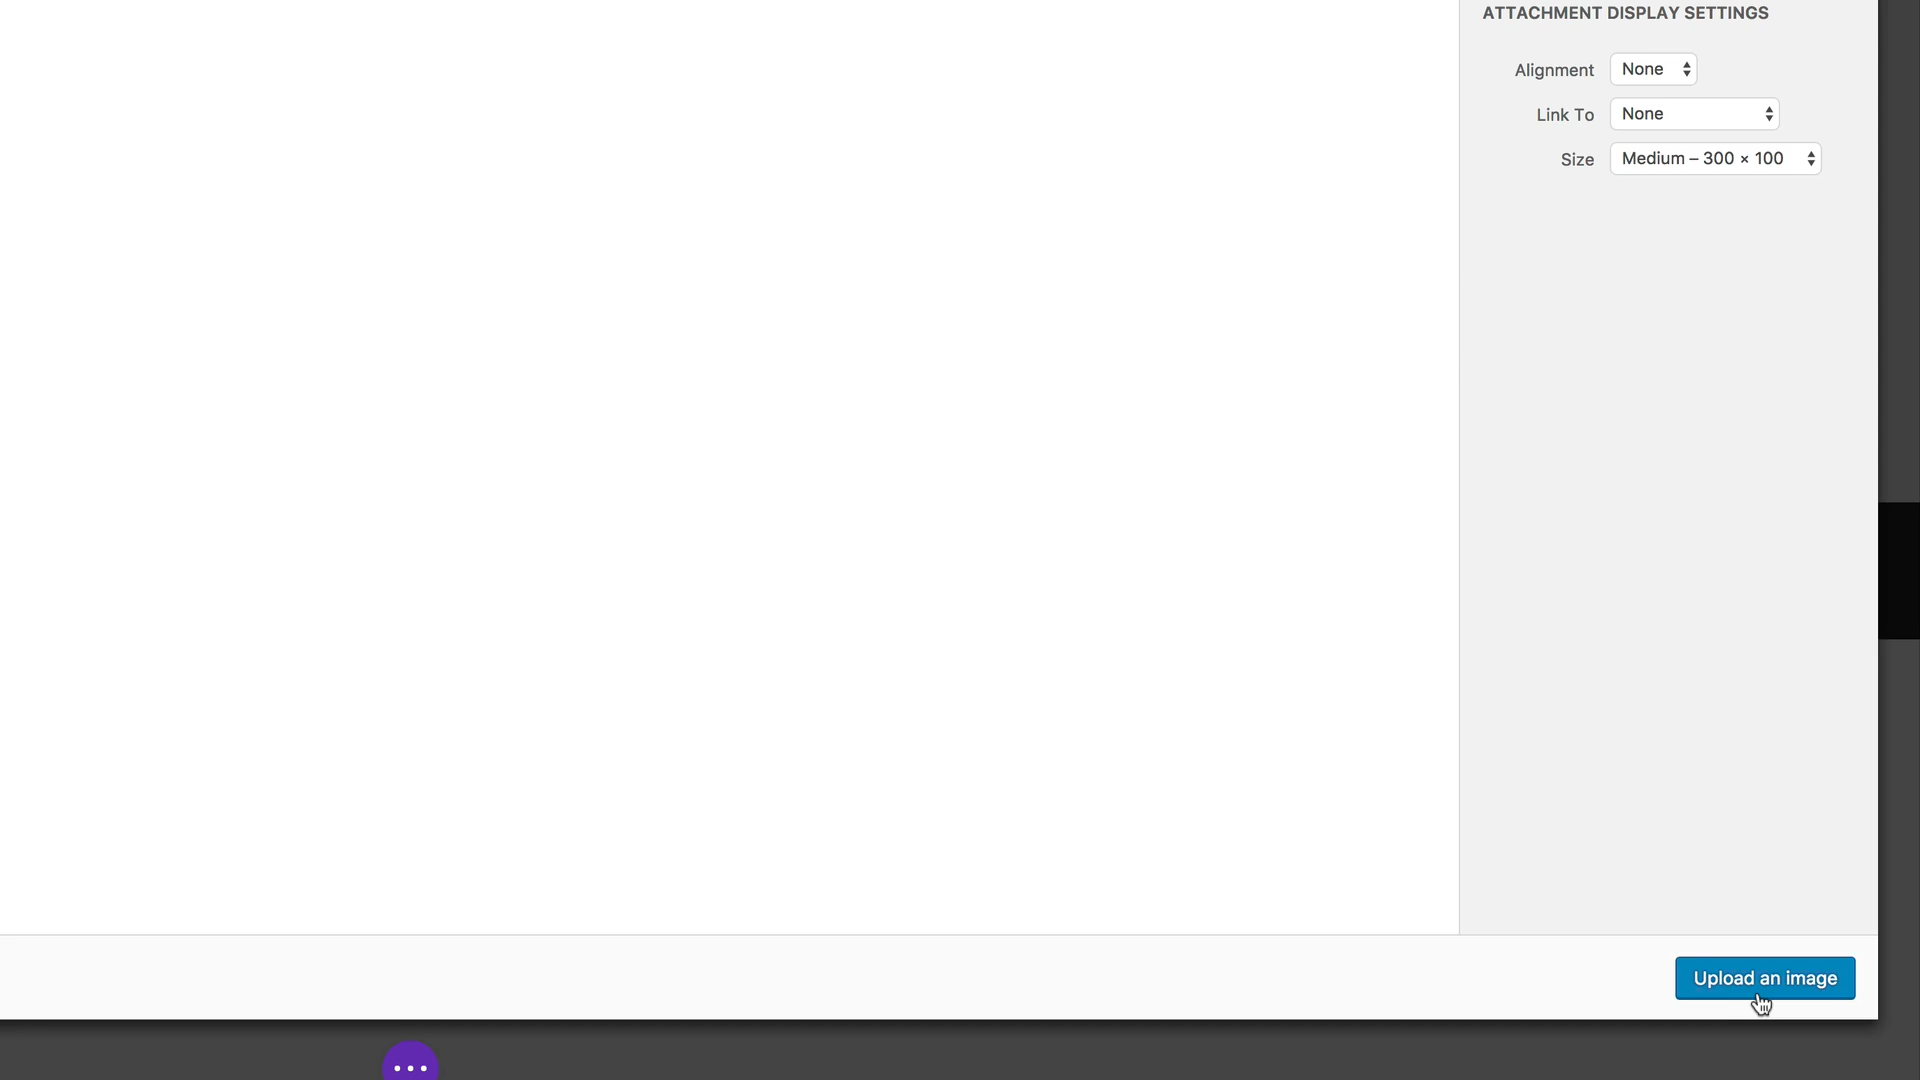 ATTACHMENT DISPLAY SETTINGS
Alignment None
Link To None
Size Medium – 300 × 100
Upload an image